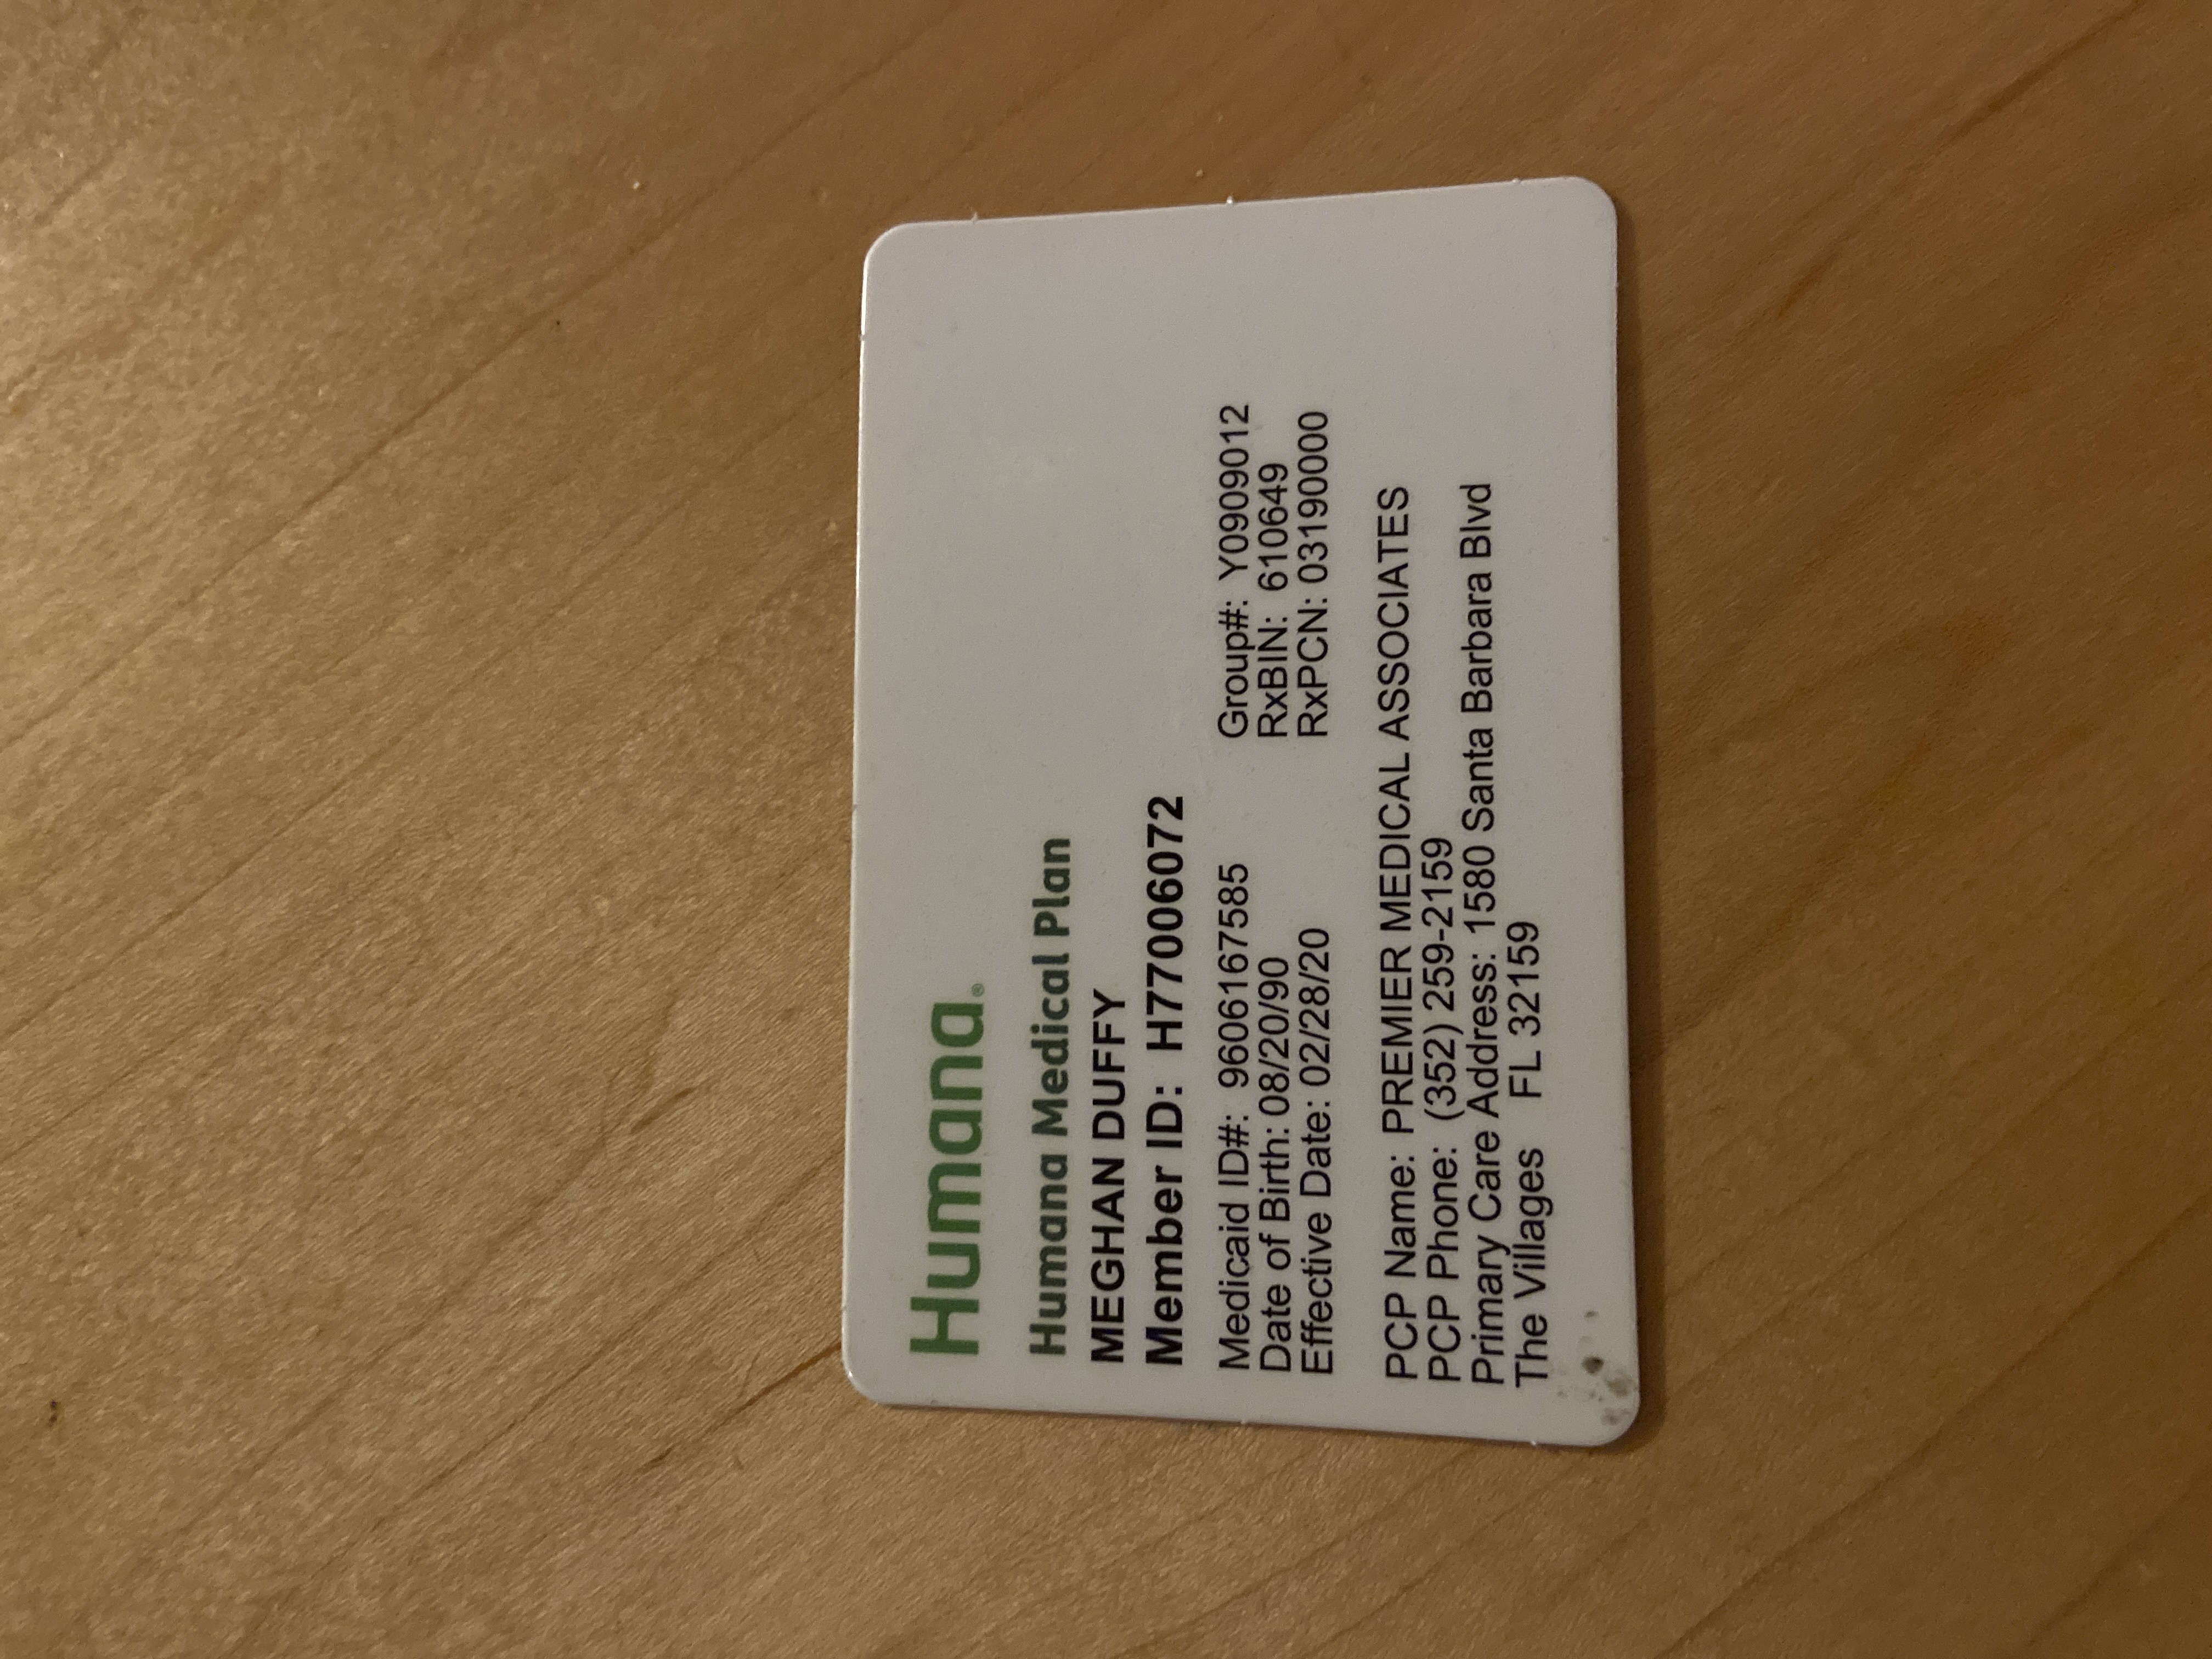 Humana®
Humana Medical Plan
MEGHAN DUFFY
Member ID: H77006072
Medicaid ID#: 9606167585 Group#: Y0909012
Date of Birth: 08/20/90 RxBIN: 610649
Effective Date: 02/28/20 RxPCN: 03190000
PCP Name: PREMIER MEDICAL ASSOCIATES
PCP Phone: (352) 259-2159
Primary Care Address: 1580 Santa Barbara Blvd
The Villages FL 32159